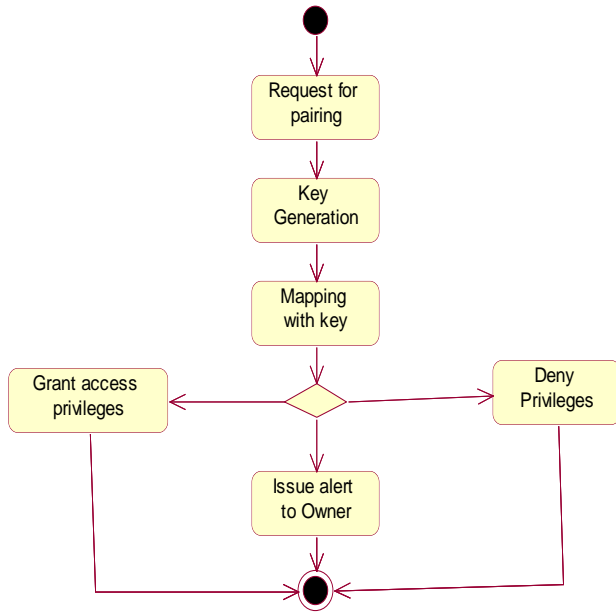 Request for
pairing
Key
Generation
Mapping
with key
Grant access
privileges
Deny
Privileges
Issue alert
to Owner